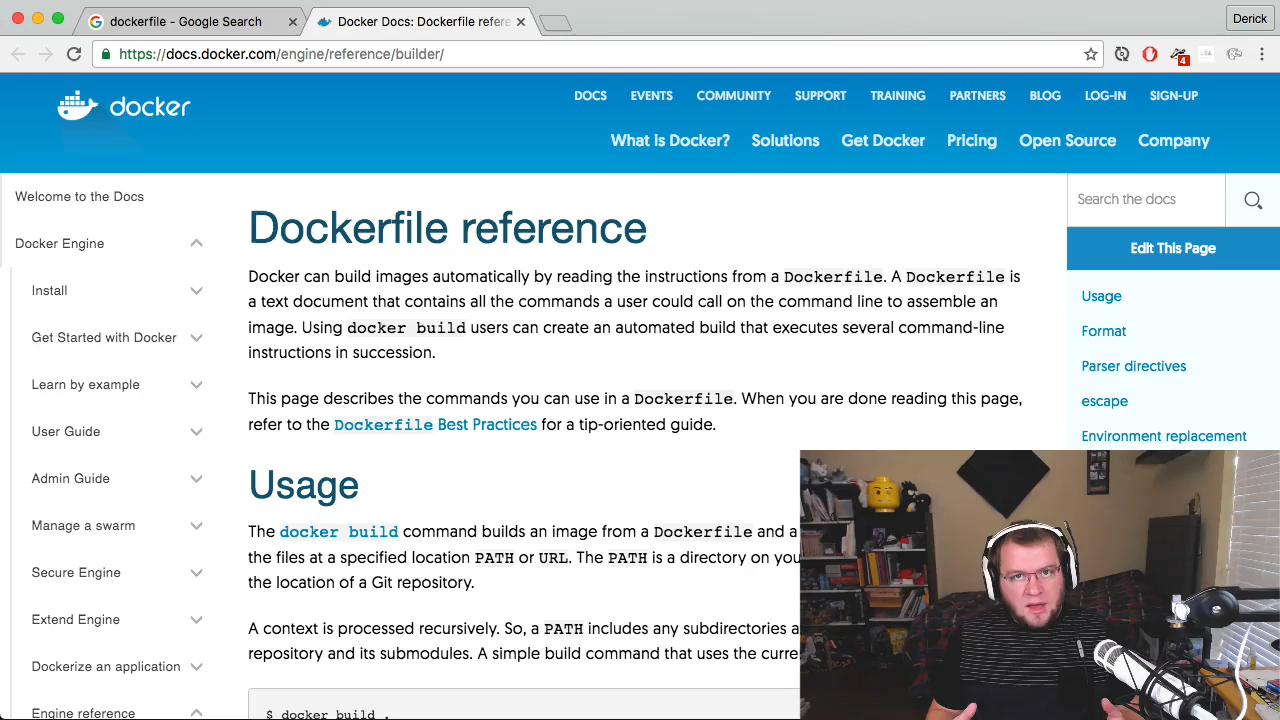 dockerfile - Google Search
Docker Docs: Dockerfile refere
Derick
https://docs.docker.com/engine/reference/builder/
4
docker
DOCS EVENTS COMMUNITY SUPPORT TRAINING PARTNERS BLOG LOG-IN SIGN-UP
What is Docker? Solutions Get Docker Pricing Open Source Company
Welcome to the Docs
Docker Engine
Install
Get Started with Docker
Learn by example
User Guide
Admin Guide
Manage a swarm
Secure Engine
Extend Engine
Dockerize an application
Engine reference
Dockerfile reference
Docker can build images automatically by reading the instructions from a Dockerfile. A Dockerfile is
a text document that contains all the commands a user could call on the command line to assemble an
image. Using docker build users can create an automated build that executes several command-line
instructions in succession.
This page describes the commands you can use in a Dockerfile. When you are done reading this page,
refer to the Dockerfile Best Practices for a tip-oriented guide.
Usage
The docker build command builds an image from a Dockerfile and a
the files at a specified location PATH or URL. The PATH is a directory on you
the location of a Git repository.
A context is processed recursively. So, a PATH includes any subdirectories a
repository and its submodules. A simple build command that uses the curre
$ docker build .
Search the docs
Edit This Page
Usage
Format
Parser directives
escape
Environment replacement